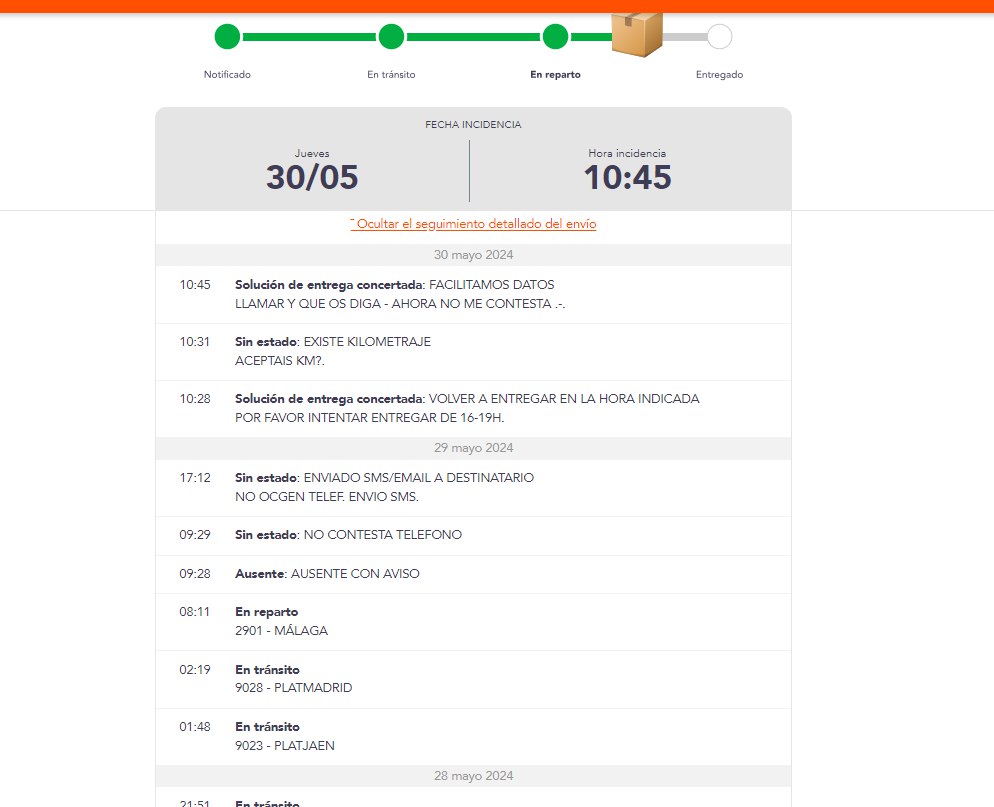 Notificado
En tránsito
En reparto
Entregado
FECHA INCIDENCIA
Jueves
30/05
Hora incidencia
10:45
Ocultar el seguimiento detallado del envío
30 mayo 2024
10:45 Solución de entrega concertada: FACILITAMOS DATOS
LLAMAR Y QUE OS DIGA - AHORA NO ME CONTESTA .-.
10:31 Sin estado: EXISTE KILOMETRAJE
ACEPTAIS KM?.
10:28 Solución de entrega concertada: VOLVER A ENTREGAR EN LA HORA INDICADA
POR FAVOR INTENTAR ENTREGAR DE 16-19H.
29 mayo 2024
17:12 Sin estado: ENVIADO SMS/EMAIL A DESTINATARIO
NO OCGEN TELEF. ENVIO SMS.
09:29 Sin estado: NO CONTESTA TELEFONO
09:28 Ausente: AUSENTE CON AVISO
08:11 En reparto
2901 - MÁLAGA
02:19 En tránsito
9028 - PLATMADRID
01:48 En tránsito
9023 - PLATJAEN
28 mayo 2024
21:51 En tránsito